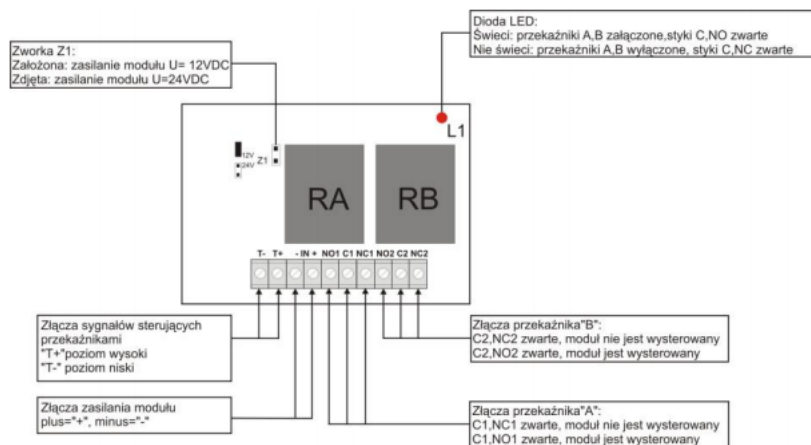 Zworka Z1:
Założona: zasilanie modułu U= 12VDC
Zdjęta: zasilanie modułu U=24VDC
Dioda LED:
Świeci: przekaźniki A,B załączone,styki C,NO zwarte
Nie świeci: przekaźniki A,B wyłączone, styki C,NC zwarte
L1
12V
24V
Z1
RA
RB
T- T+ - IN + NO1 C1 NC1 NO2 C2 NC2
Złącza sygnałów sterujących
przekaźnikami
"T+"poziom wysoki
"T-" poziom niski
Złącza zasilania modułu
plus="+", minus="-"
Złącza przekaźnika"B":
C2,NC2 zwarte, moduł nie jest wysterowany
C2,NO2 zwarte, moduł jest wysterowany
Złącza przekaźnika"A":
C1,NC1 zwarte, moduł nie jest wysterowany
C1,NO1 zwarte, moduł jest wysterowany